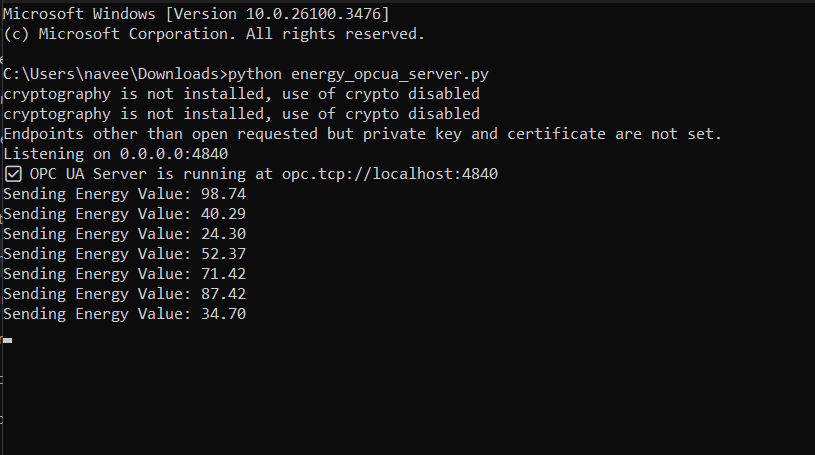 Microsoft Windows [Version 10.0.26100.3476]
(c) Microsoft Corporation. All rights reserved.
C:\Users\navee\Downloads>python energy_opcua_server.py
cryptography is not installed, use of crypto disabled
cryptography is not installed, use of crypto disabled
Endpoints other than open requested but private key and certificate are not set.
Listening on 0.0.0.0:4840
☑ OPC UA Server is running at opc.tcp://localhost:4840
Sending Energy Value: 98.74
Sending Energy Value: 40.29
Sending Energy Value: 24.30
Sending Energy Value: 52.37
Sending Energy Value: 71.42
Sending Energy Value: 87.42
Sending Energy Value: 34.70